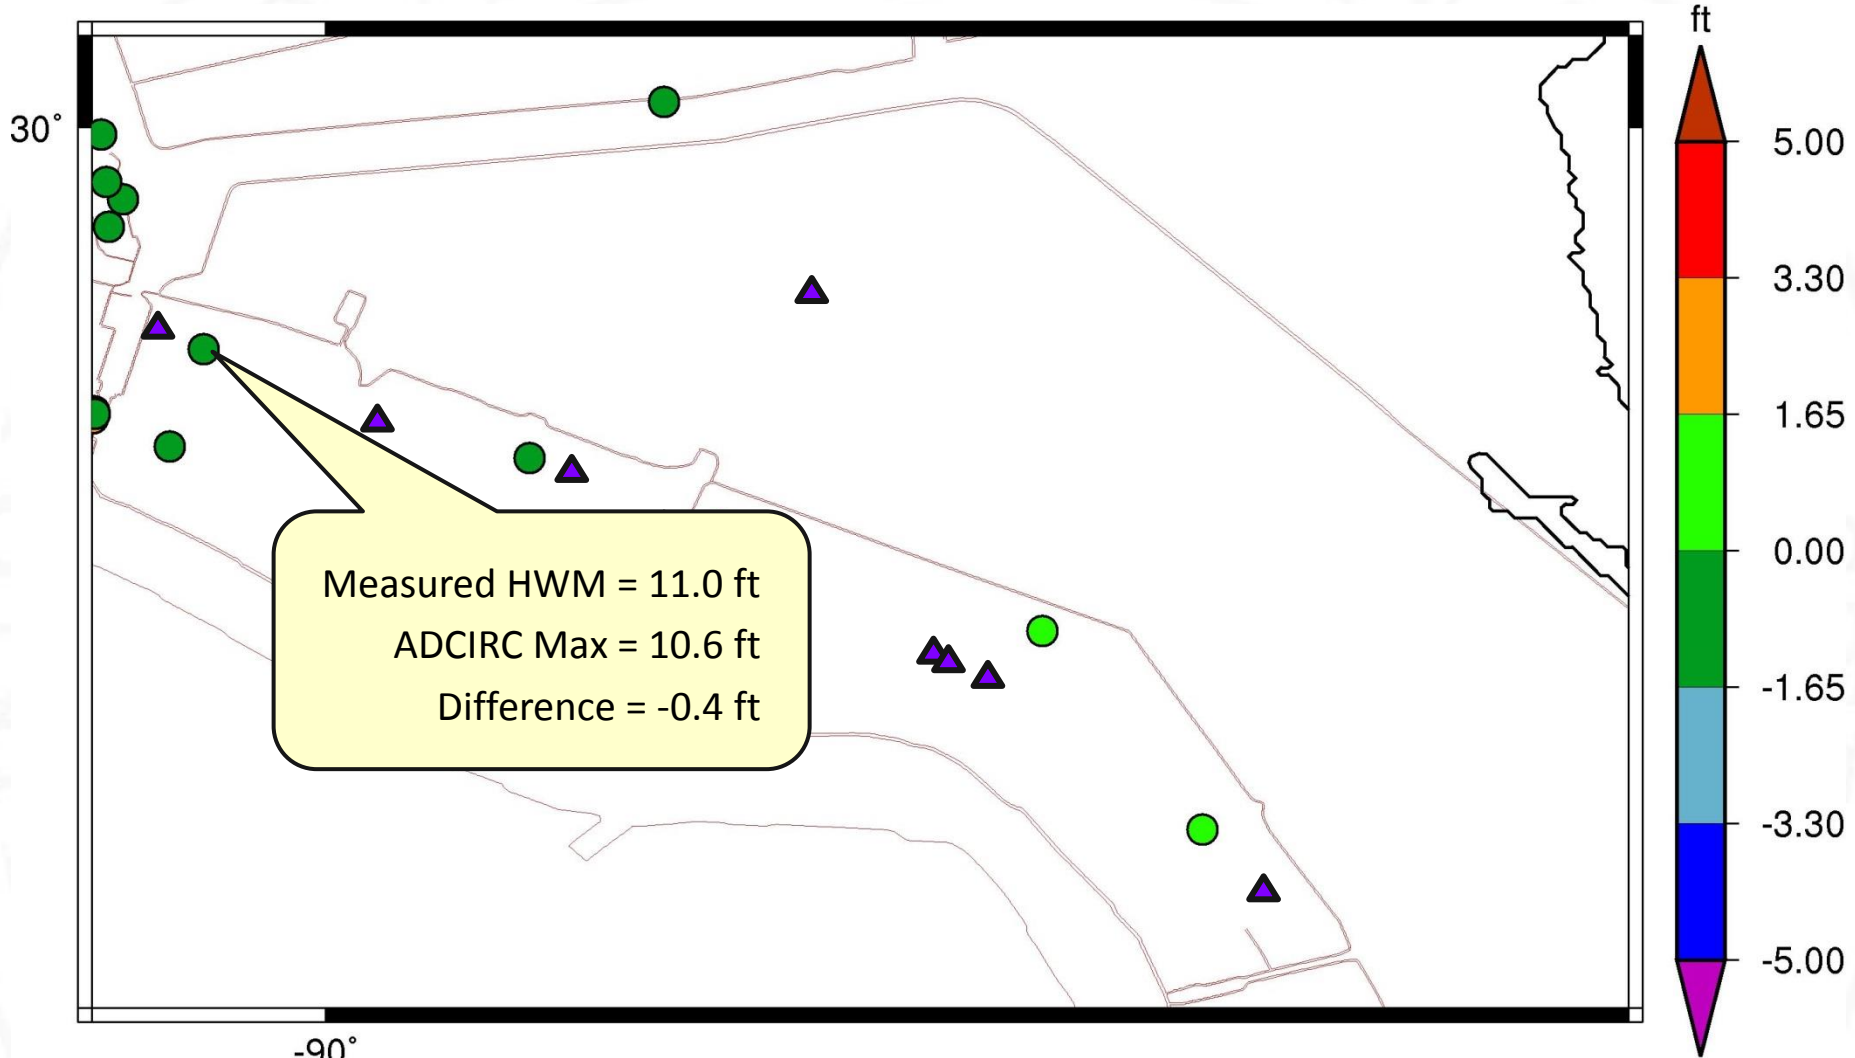 ft
30°
5.00
3.30
1.65
0.00
-1.65
-3.30
-5.00
Measured HWM = 11.0 ft
ADCIRC Max = 10.6 ft
Difference = -0.4 ft
-90°